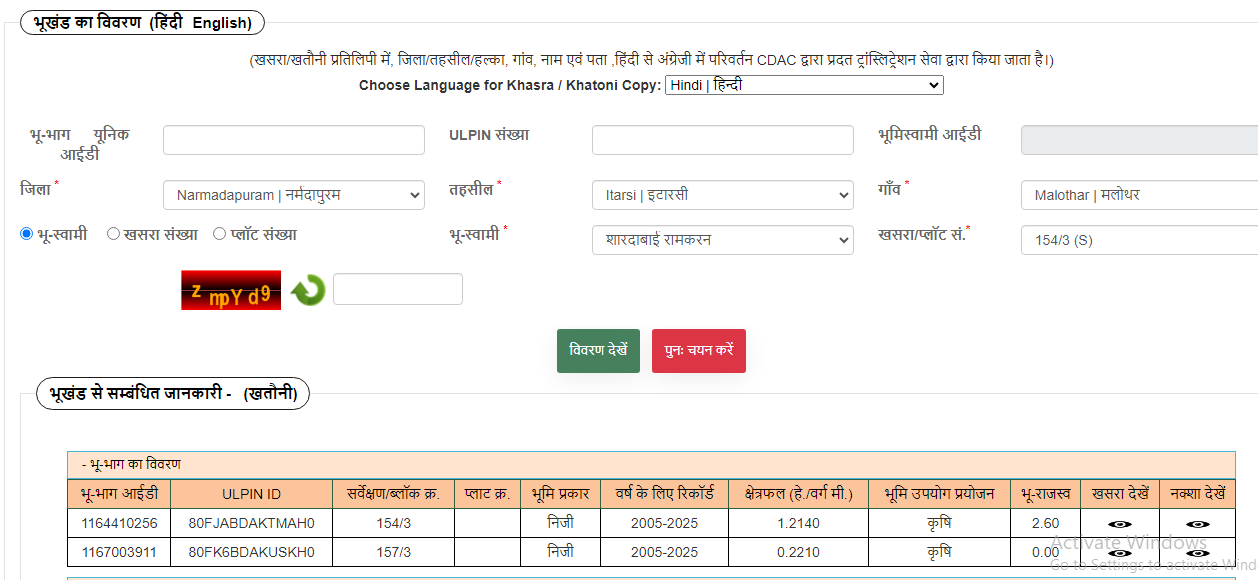 भूखंड का विवरण (हिंदी English)
(खसरा/खतौनी प्रतिलिपी में, जिला/तहसील/हल्का, गांव, नाम एवं पता ,हिंदी से अंग्रेजी में परिवर्तन CDAC द्वारा प्रदत ट्रांस्लिट्रेशन सेवा द्वारा किया जाता है।)
Choose Language for Khasra / Khatoni Copy: Hindi | हिन्दी
भू-भाग यूनिक आईडी ULPIN संख्या भूमिस्वामी आईडी
जिला * Narmadapuram | नर्मदापुरम तहसील * Itarsi | इटारसी गाँव * Malothar | मलोथर
भू-स्वामी खसरा संख्या प्लॉट संख्या भू-स्वामी * शारदाबाई रामकरन खसरा/प्लॉट सं.* 154/3 (S)
z mpYd9
विवरण देखें पुनः चयन करें
भूखंड से सम्बंधित जानकारी - (खतौनी)
- भू-भाग का विवरण
भू-भाग आईडी ULPIN ID सर्वेक्षण/ब्लॉक क्र. प्लाट क्र. भूमि प्रकार वर्ष के लिए रिकॉर्ड क्षेत्रफल (हे./वर्ग मी.) भूमि उपयोग प्रयोजन भू-राजस्व खसरा देखें नक्शा देखें
1164410256 80FJABDAKTMAH0 154/3 निजी 2005-2025 1.2140 कृषि 2.60
1167003911 80FK6BDAKUSKH0 157/3 निजी 2005-2025 0.2210 कृषि 0.00
Activate Windows
Go to Settings to activate Wind